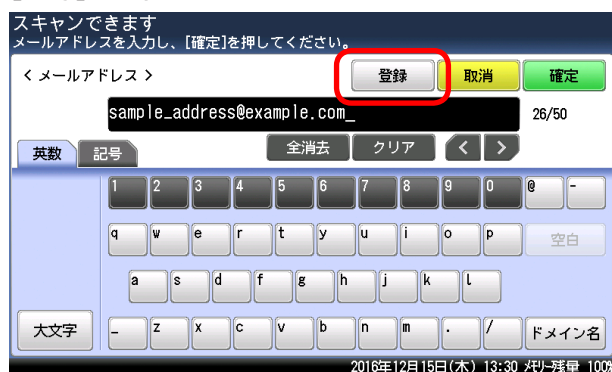 スキャンできます
メールアドレスを入力し、[確定]を押してください。
< メールアドレス > 登録 取消 確定
sample_address@example.com_ 26/50
英数 記号 全消去 クリア < >
1 2 3 4 5 6 7 8 9 0 @ -
q w e r t y u i o p 空白
a s d f g h j k l
大文字 _ z x c v b n m . / ドメイン名
2016年12月15日(木) 13:30 メモリー残量 100%